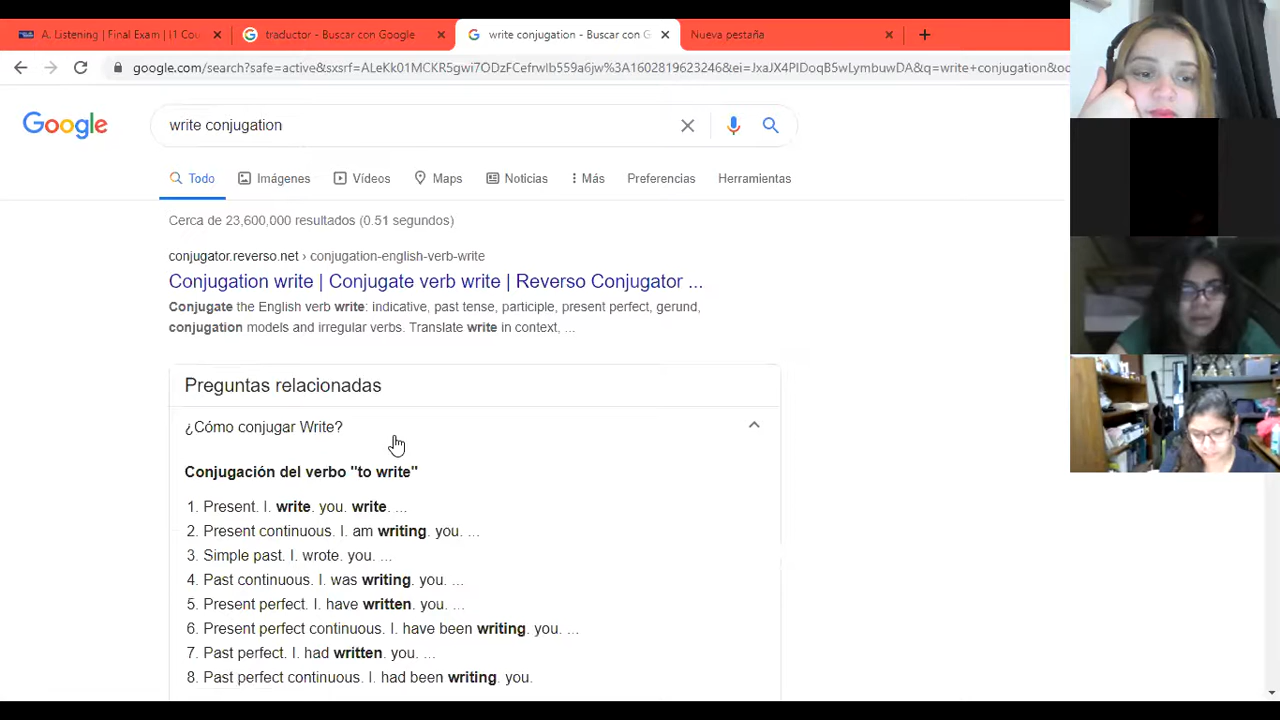 A. Listening | Final Exam | I1 Cour
traductor - Buscar con Google
write conjugation - Buscar con G
Nueva pestaña
google.com/search?safe=active&sxsrf=ALeKk01MCKR5gwi7ODzFCefrwIb559a6jw%3A1602819623246&ei=JxaJX4PIDoqB5wLymbuwDA&q=write+conjugation&oq
Google
write conjugation
Todo
Imágenes
Vídeos
Maps
Noticias
Más
Preferencias
Herramientas
Cerca de 23,600,000 resultados (0.51 segundos)
conjugator.reverso.net › conjugation-english-verb-write
Conjugation write | Conjugate verb write | Reverso Conjugator ...
Conjugate the English verb write: indicative, past tense, participle, present perfect, gerund,
conjugation models and irregular verbs. Translate write in context, ...
Preguntas relacionadas
¿Cómo conjugar Write?
Conjugación del verbo "to write"
1. Present. I. write. you. write. ...
2. Present continuous. I. am writing. you. ...
3. Simple past. I. wrote. you. ...
4. Past continuous. I. was writing. you. ...
5. Present perfect. I. have written. you. ...
6. Present perfect continuous. I. have been writing. you. ...
7. Past perfect. I. had written. you. ...
8. Past perfect continuous. I. had been writing. you.